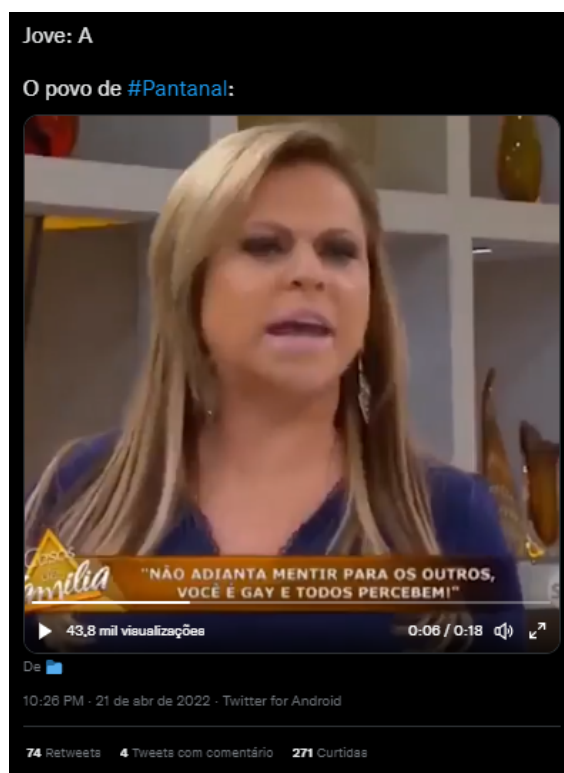 Jove: A
O povo de #Pantanal:
Casos de
família
"NÃO ADIANTA MENTIR PARA OS OUTROS,
VOCÊ É GAY E TODOS PERCEBEM!"
43,8 mil visualizações
0:06 / 0:18
De
10:26 PM · 21 de abr de 2022 · Twitter for Android
74 Retweets 4 Tweets com comentário 271 Curtidas